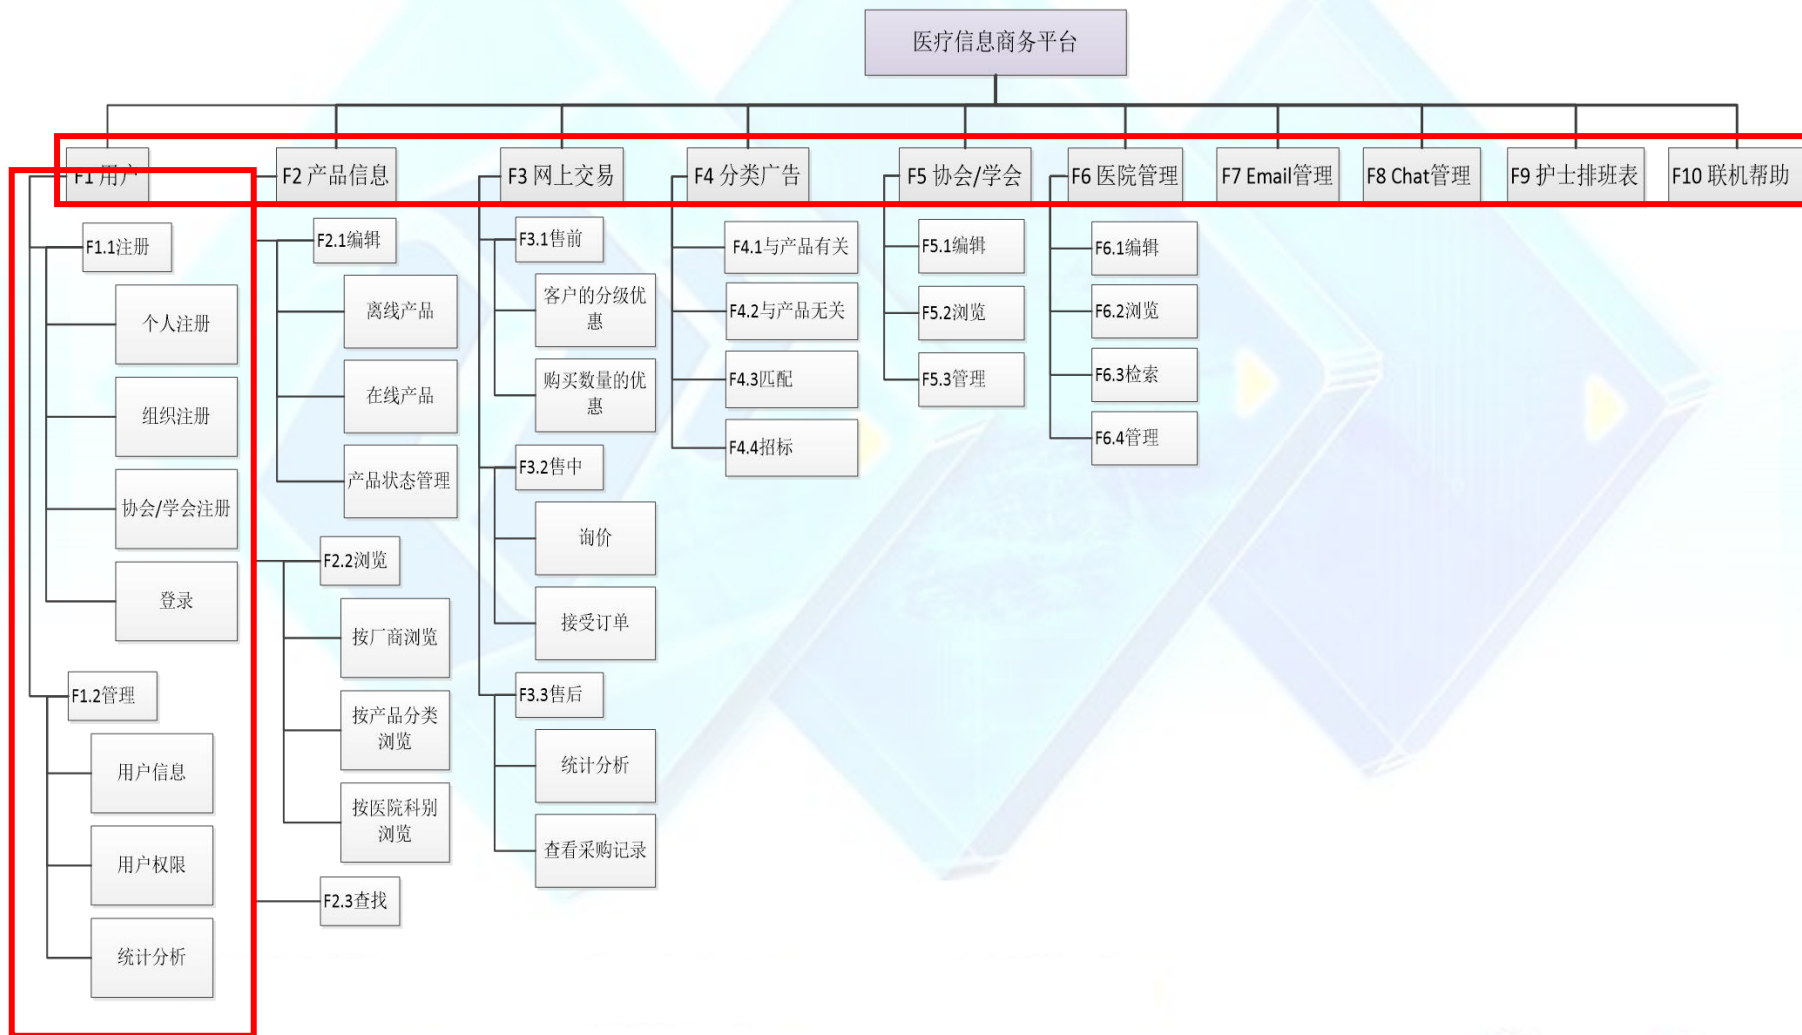 医疗信息商务平台
F1 用户
F2 产品信息
F3 网上交易
F4 分类广告
F5 协会/学会
F6 医院管理
F7 Email管理
F8 Chat管理
F9 护士排班表
F10 联机帮助
F1.1注册
个人注册
组织注册
协会/学会注册
登录
F1.2管理
用户信息
用户权限
统计分析
F2.1编辑
离线产品
在线产品
产品状态管理
F2.2浏览
按厂商浏览
按产品分类
浏览
按医院科别
浏览
F2.3查找
F3.1售前
客户的分级优
惠
购买数量的优
惠
F3.2售中
询价
接受订单
F3.3售后
统计分析
查看采购记录
F4.1与产品有关
F4.2与产品无关
F4.3匹配
F4.4招标
F5.1编辑
F5.2浏览
F5.3管理
F6.1编辑
F6.2浏览
F6.3检索
F6.4管理